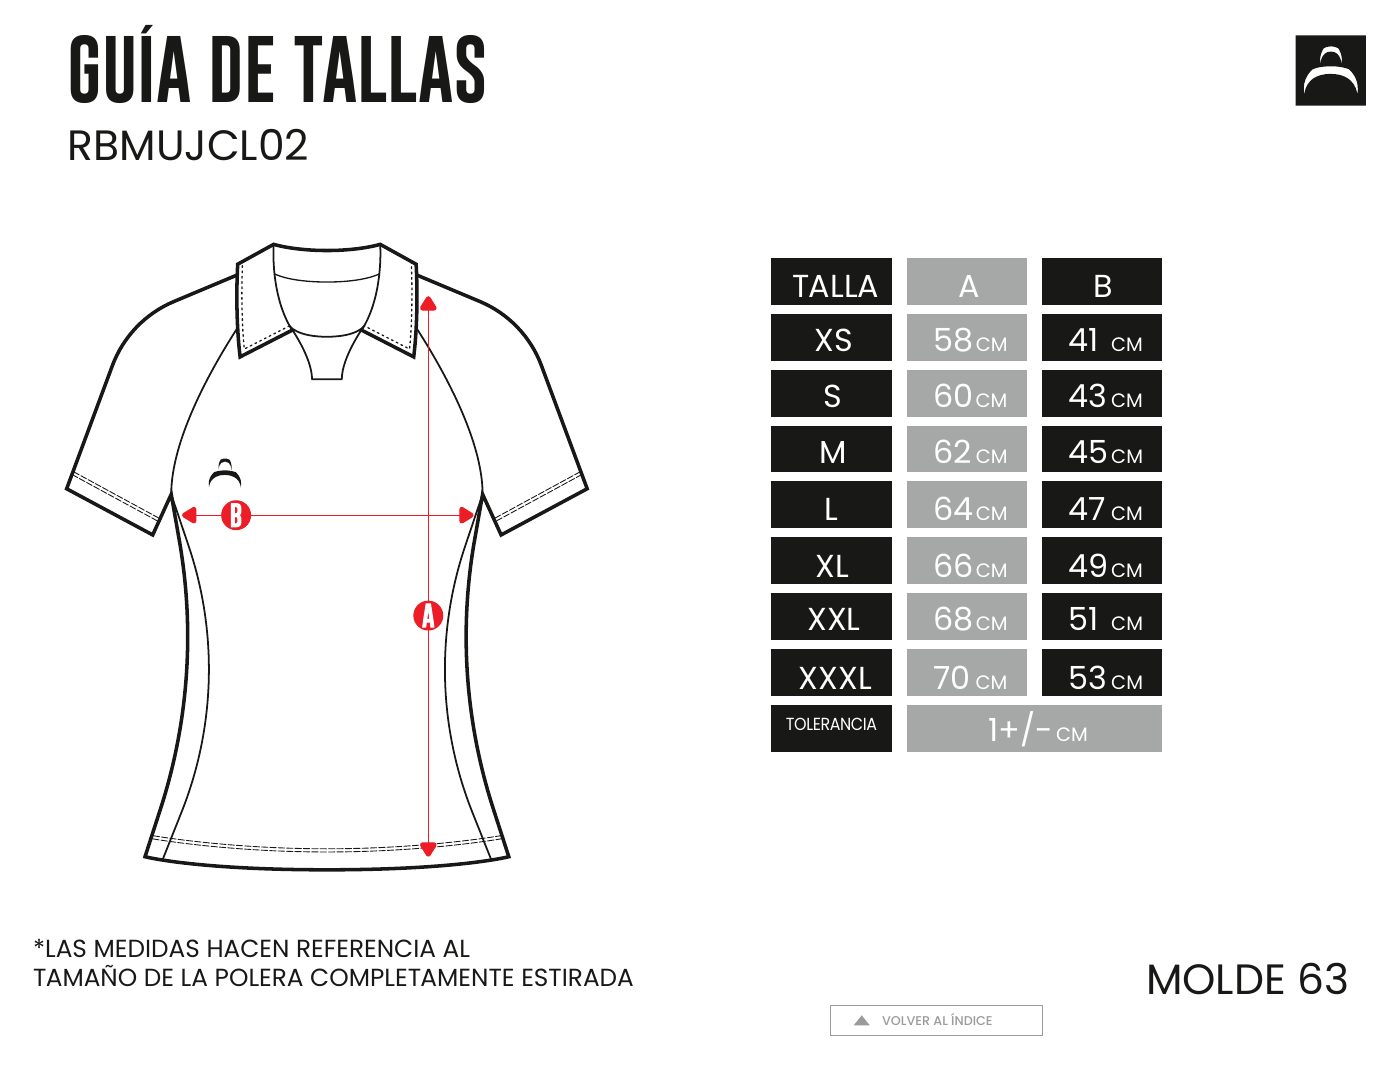 GUÍA DE TALLAS
RBMUJCL02
TALLA A B
XS 58 CM 41 CM
S 60 CM 43 CM
M 62 CM 45 CM
L 64 CM 47 CM
XL 66 CM 49 CM
XXL 68 CM 51 CM
XXXL 70 CM 53 CM
TOLERANCIA 1+/- CM
B
A
*LAS MEDIDAS HACEN REFERENCIA AL
TAMAÑO DE LA POLERA COMPLETAMENTE ESTIRADA
MOLDE 63
VOLVER AL ÍNDICE